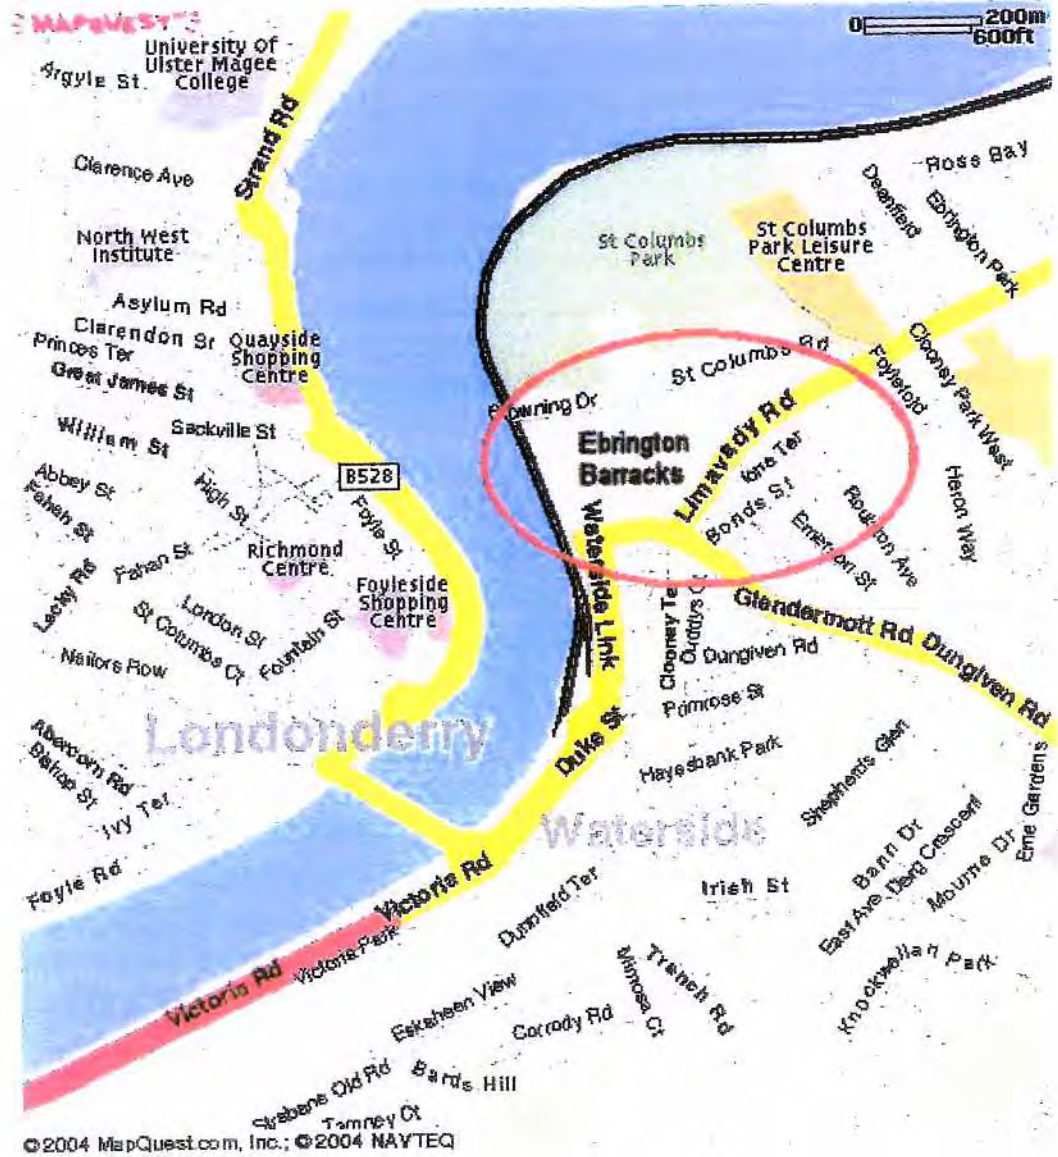 MAPQUEST
0 200m
600ft
University Of
Ulster Magee
College
Argyle St.
Strand Rd
Clarence Ave
Ross Bay
Deanfield
Ebrington Park
North West
Institute
St Columbs
Park
St Columbs
Park Leisure
Centre
Asylum Rd
Clarendon St
Quayside
Shopping
Centre
Princes Ter
Great James St
St Columbs Rd
Foylefold
Clooney Park West
Browning Dr
Limavady Rd
William St
Sackville St
Ebrington
Barracks
Ione Ter
B528
Abbey St
Fahan St
High St
Foyle St
Waterside Link
Bonds St
Emerson St
Heron Way
Fahan St
Richmond
Centre
Lecky Rd
London St
St Columbs Ct
Fountain St
Foyleside
Shopping
Centre
Clooney Ter
Glendermott Rd
Dungiven Rd
Dungiven Rd
Nailors Row
Primrose St
Londonderry
Duke St
Abercorn Rd
Bishop St
Ivy Ter
Hayesbank Park
Shepherds Glen
Waterside
Erne Gardens
Foyle Rd
Victoria Rd
Irish St
Bann Dr
Derg Crescent
East Ave
Mourne Dr
Dunnfield Ter
Victoria Park
Victoria Rd
Mimosa Ct
Trench Rd
Knockwellan Park
Eskaheen View
Corrody Rd
Strabane Old Rd
Bards Hill
Tamney Ct
©2004 MapQuest.com, Inc.; ©2004 NAVTEQ